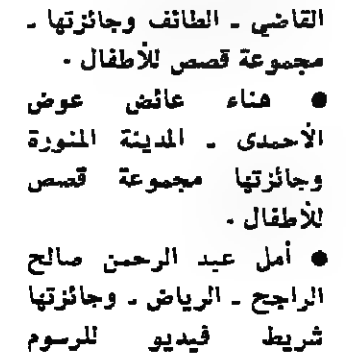 القاضي ـ الطائف وجائزتها ـ
مجموعة قصص للأطفال ·
● هناء عائض عوض
الأحمدى ـ المدينة المنورة
وجائزتها مجموعة قصص
للأطفال ·
● أمل عبد الرحمن صالح
الراجح ـ الرياض ـ وجائزتها
شريط فيديو للرسوم